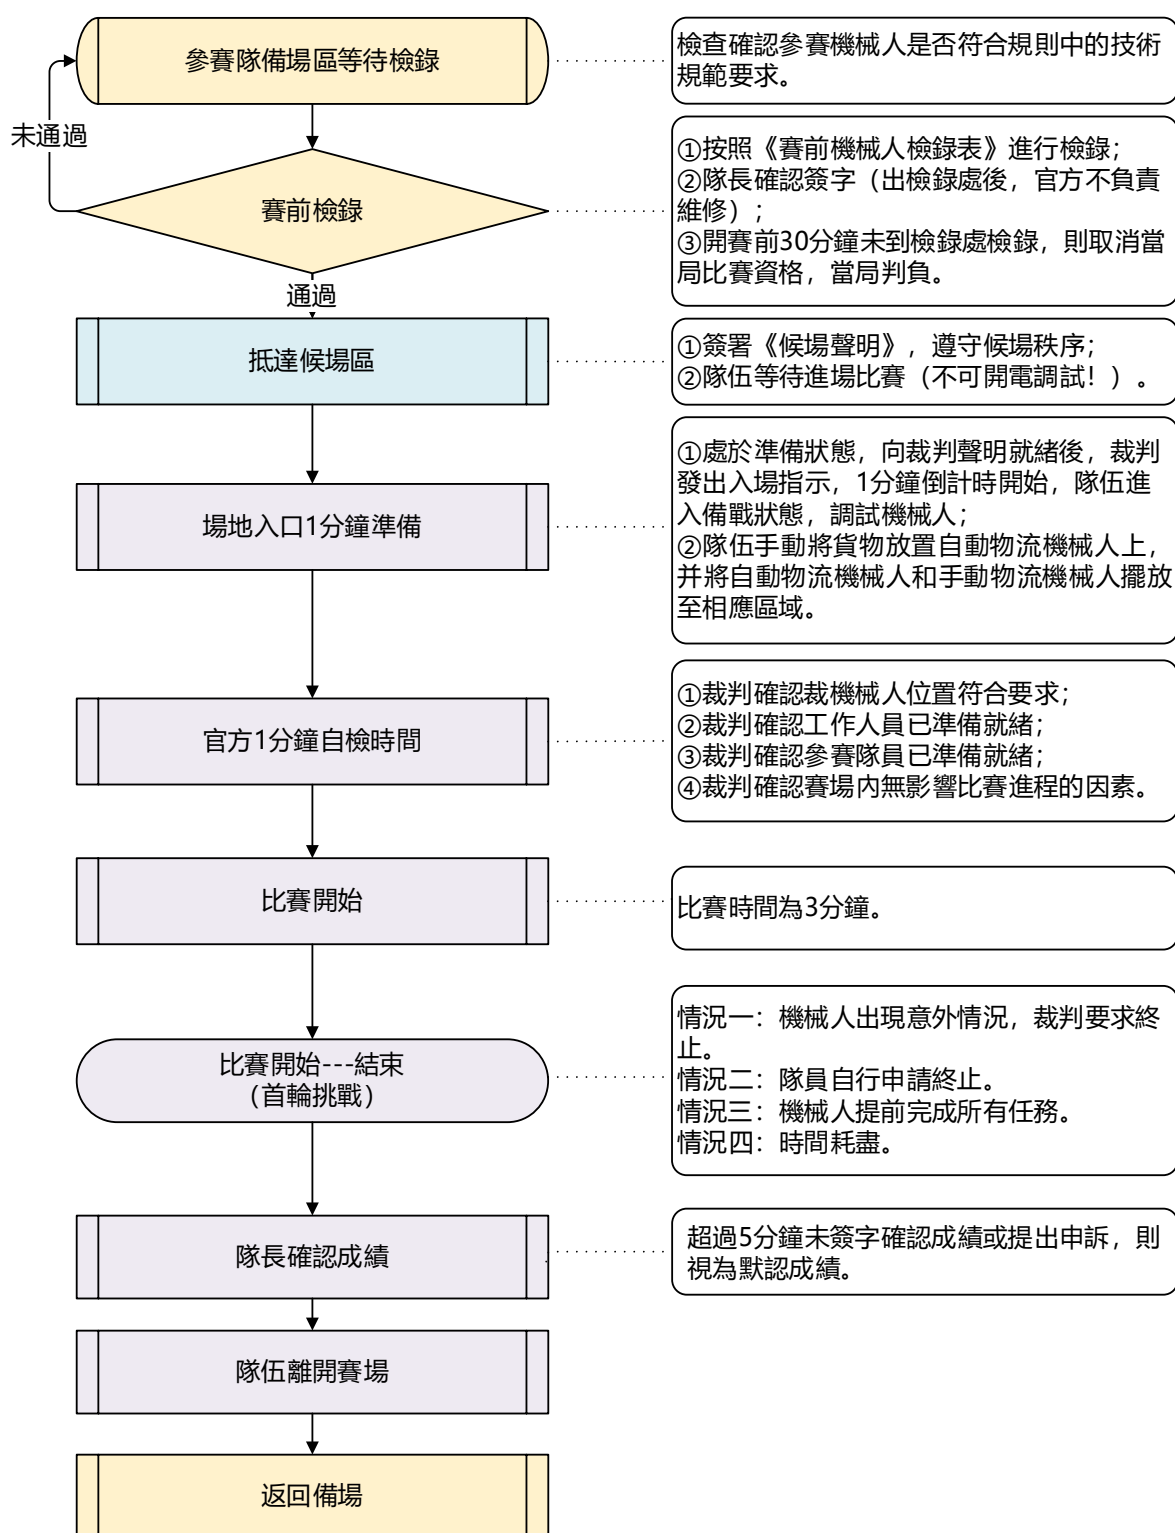 參賽隊備場區等待檢錄
檢查確認參賽機械人是否符合規則中的技術
規範要求。
未通過
賽前檢錄
①按照《賽前機械人檢錄表》進行檢錄；
②隊長確認簽字（出檢錄處後，官方不負責
維修）；
③開賽前30分鐘未到檢錄處檢錄，則取消當
局比賽資格，當局判負。
通過
抵達候場區
①簽署《候場聲明》，遵守候場秩序；
②隊伍等待進場比賽（不可開電調試！）。
場地入口1分鐘準備
①處於準備狀態，向裁判聲明就緒後，裁判
發出入場指示，1分鐘倒計時開始，隊伍進
入備戰狀態，調試機械人；
②隊伍手動將貨物放置自動物流機械人上，
并將自動物流機械人和手動物流機械人擺放
至相應區域。
官方1分鐘自檢時間
①裁判確認裁機械人位置符合要求；
②裁判確認工作人員已準備就緒；
③裁判確認參賽隊員已準備就緒；
④裁判確認賽場內無影響比賽進程的因素。
比賽開始
比賽時間為3分鐘。
比賽開始---結束
（首輪挑戰）
情況一：機械人出現意外情況，裁判要求終
止。
情況二：隊員自行申請終止。
情況三：機械人提前完成所有任務。
情況四：時間耗盡。
隊長確認成績
超過5分鐘未簽字確認成績或提出申訴，則
視為默認成績。
隊伍離開賽場
返回備場